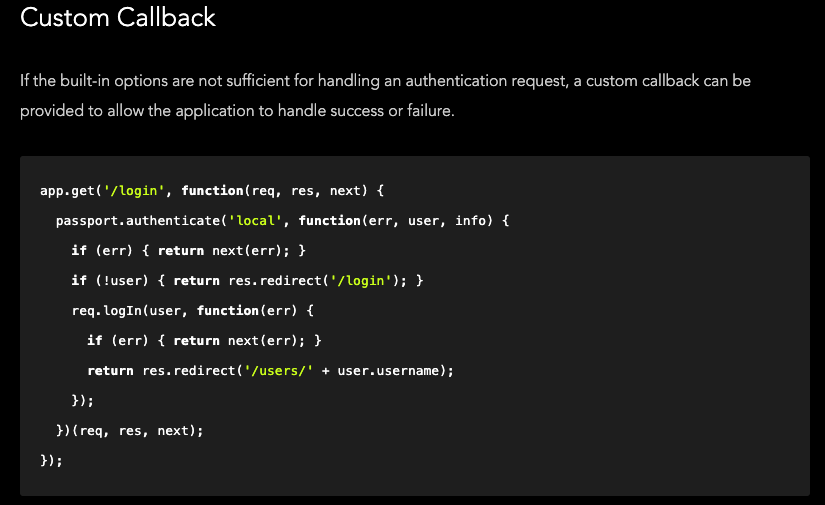 Custom Callback
If the built-in options are not sufficient for handling an authentication request, a custom callback can be
provided to allow the application to handle success or failure.
app.get('/login', function(req, res, next) {
  passport.authenticate('local', function(err, user, info) {
    if (err) { return next(err); }
    if (!user) { return res.redirect('/login'); }
    req.logIn(user, function(err) {
      if (err) { return next(err); }
      return res.redirect('/users/' + user.username);
    });
  })(req, res, next);
});